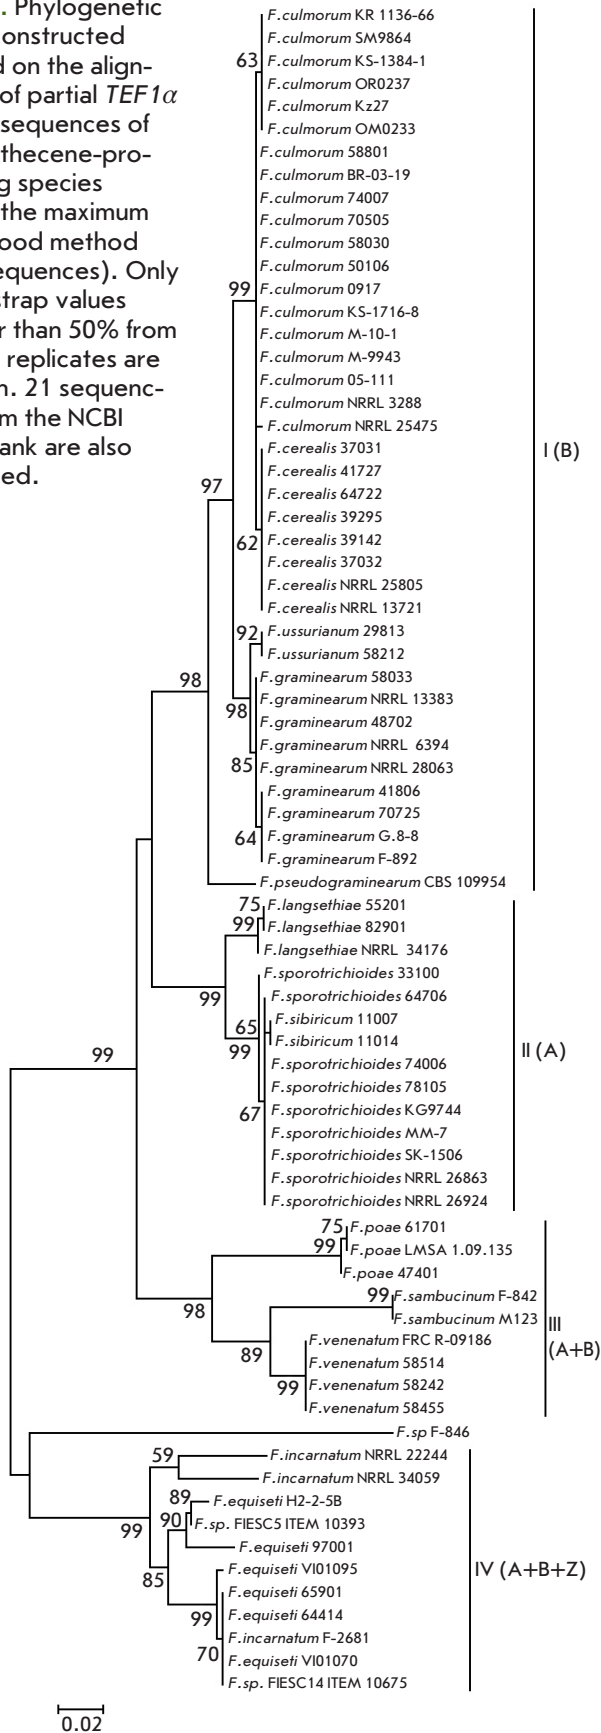 . Phylogenetic
onstructed
d on the align-
of partial TEF1α
sequences of
thecene-pro-
g species
the maximum
ood method
equences). Only
strap values
r than 50% from
replicates are
n. 21 sequenc-
m the NCBI
ank are also
ed.
F.culmorum KR 1136-66
F.culmorum SM9864
63
F.culmorum KS-1384-1
F.culmorum OR0237
F.culmorum Kz27
F.culmorum OM0233
F.culmorum 58801
F.culmorum BR-03-19
F.culmorum 74007
F.culmorum 70505
F.culmorum 58030
F.culmorum 50106
99
F.culmorum 0917
F.culmorum KS-1716-8
F.culmorum M-10-1
F.culmorum M-9943
F.culmorum 05-111
F.culmorum NRRL 3288
F.culmorum NRRL 25475
F.cerealis 37031
I (B)
F.cerealis 41727
97
F.cerealis 64722
F.cerealis 39295
62
F.cerealis 39142
F.cerealis 37032
F.cerealis NRRL 25805
F.cerealis NRRL 13721
92
F.ussurianum 29813
F.ussurianum 58212
98
F.graminearum 58033
F.graminearum NRRL 13383
98
F.graminearum 48702
F.graminearum NRRL 6394
85
F.graminearum NRRL 28063
F.graminearum 41806
F.graminearum 70725
64
F.graminearum G.8-8
F.graminearum F-892
F.pseudograminearum CBS 109954
75
F.langsethiae 55201
99
F.langsethiae 82901
F.langsethiae NRRL 34176
F.sporotrichioides 33100
99
F.sporotrichioides 64706
65
F.sibiricum 11007
99
F.sibiricum 11014
II (A)
99
F.sporotrichioides 74006
F.sporotrichioides 78105
67
F.sporotrichioides KG9744
F.sporotrichioides MM-7
F.sporotrichioides SK-1506
F.sporotrichioides NRRL 26863
F.sporotrichioides NRRL 26924
75
F.poae 61701
99
F.poae LMSA 1.09.135
F.poae 47401
99
F.sambucinum F-842
98
F.sambucinum M123
III
(A+B)
F.venenatum FRC R-09186
89
F.venenatum 58514
99
F.venenatum 58242
F.venenatum 58455
F.sp F-846
59
F.incarnatum NRRL 22244
F.incarnatum NRRL 34059
89
F.equiseti H2-2-5B
99
90
F.sp. FIESC5 ITEM 10393
F.equiseti 97001
85
F.equiseti VI01095
IV (A+B+Z)
F.equiseti 65901
99
F.equiseti 64414
F.incarnatum F-2681
70
F.equiseti VI01070
F.sp. FIESC14 ITEM 10675
0.02